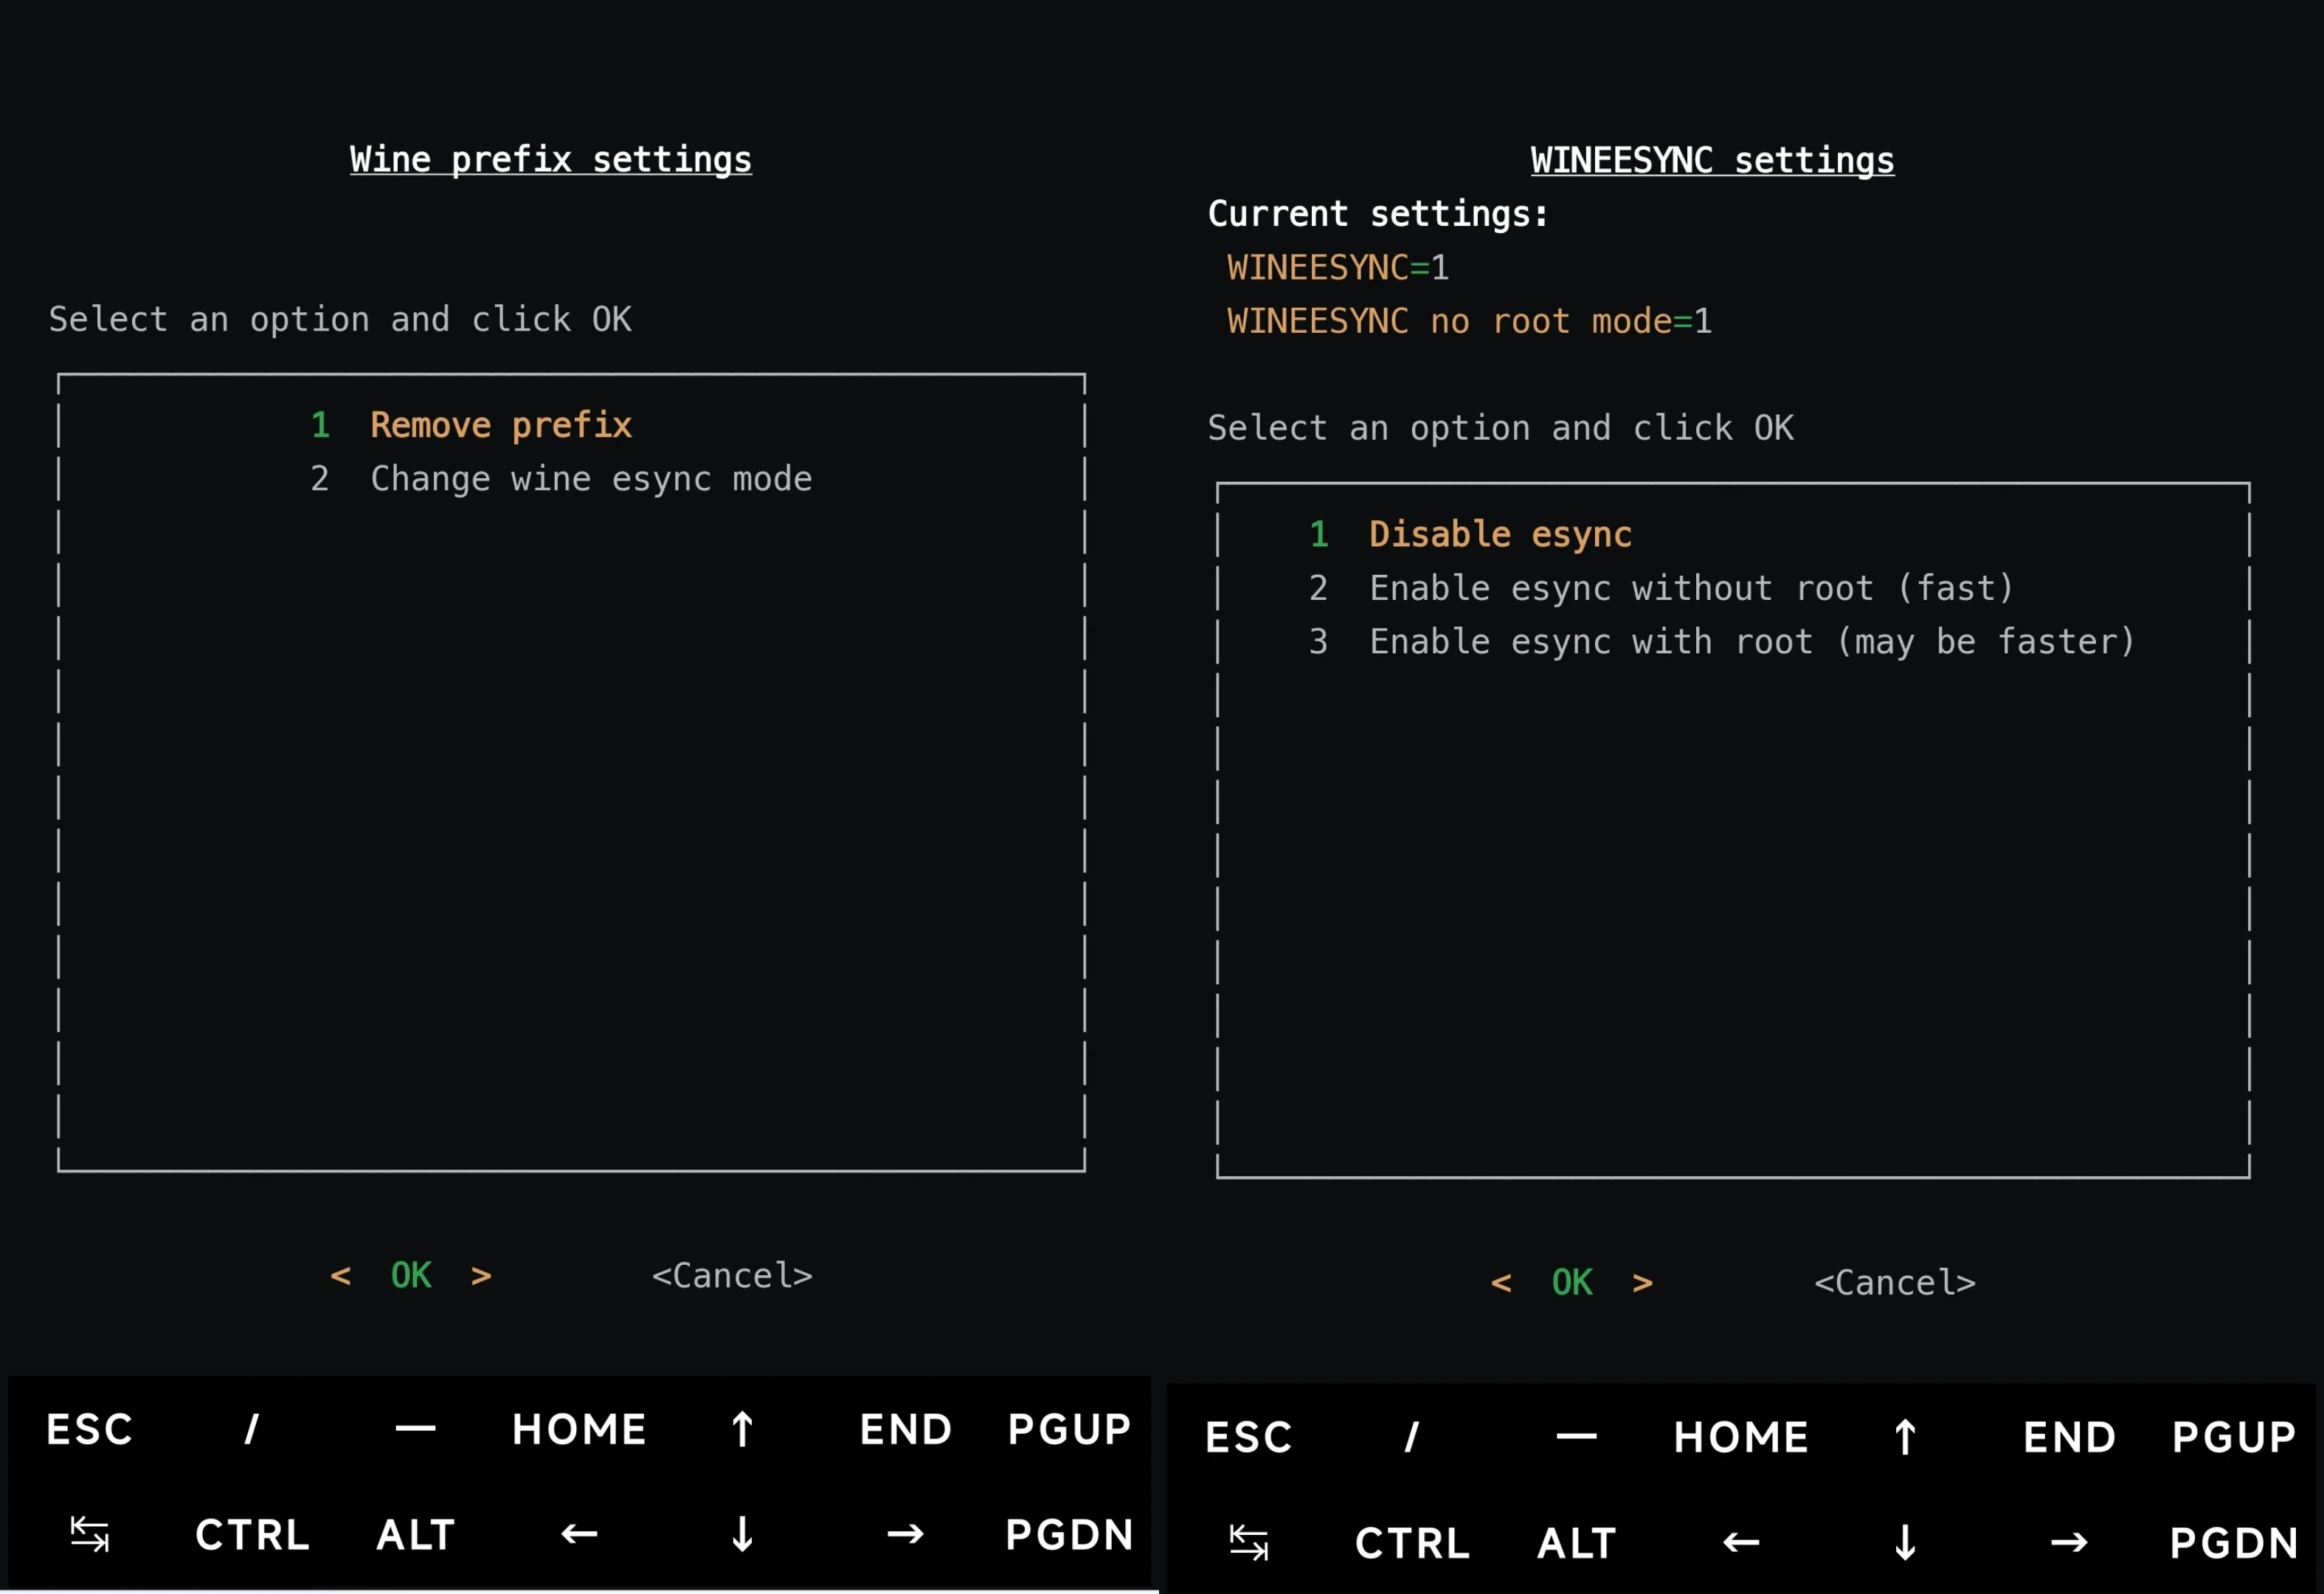 Wine prefix settings
Select an option and click OK
1 Remove prefix
2 Change wine esync mode
< OK > <Cancel>
ESC / — HOME ↑ END PGUP
↹ CTRL ALT ← ↓ → PGDN
WINEESYNC settings
Current settings:
WINEESYNC=1
WINEESYNC no root mode=1
Select an option and click OK
1 Disable esync
2 Enable esync without root (fast)
3 Enable esync with root (may be faster)
< OK > <Cancel>
ESC / — HOME ↑ END PGUP
↹ CTRL ALT ← ↓ → PGDN